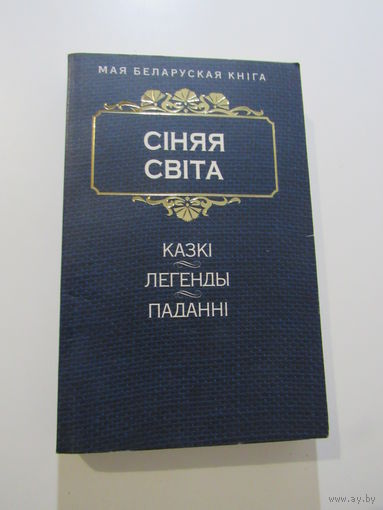 МАЯ БЕЛАРУСКАЯ КНІГА
СІНЯЯ
СВІТА
КАЗКІ
ЛЕГЕНДЫ
ПАДАННІ
www.ay.by